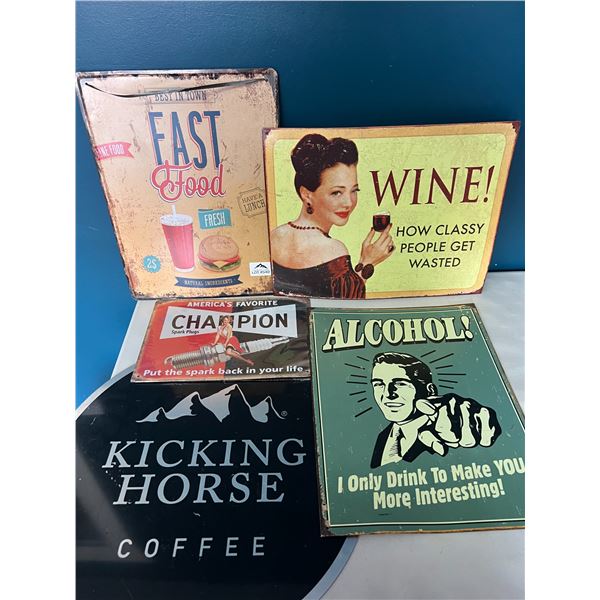 BEST IN TOWN
FAST
Food
FRESH
HAVE A
LUNCH
25
NATURAL INGREDIENTS
WINE!
HOW CLASSY
PEOPLE GET
WASTED
AMERICA'S FAVORITE
CHAMPION
Spark Plugs
Put the spark back in your life
ALCOHOL!
I Only Drink To Make YOU
More Interesting!
KICKING
HORSE
®
COFFEE